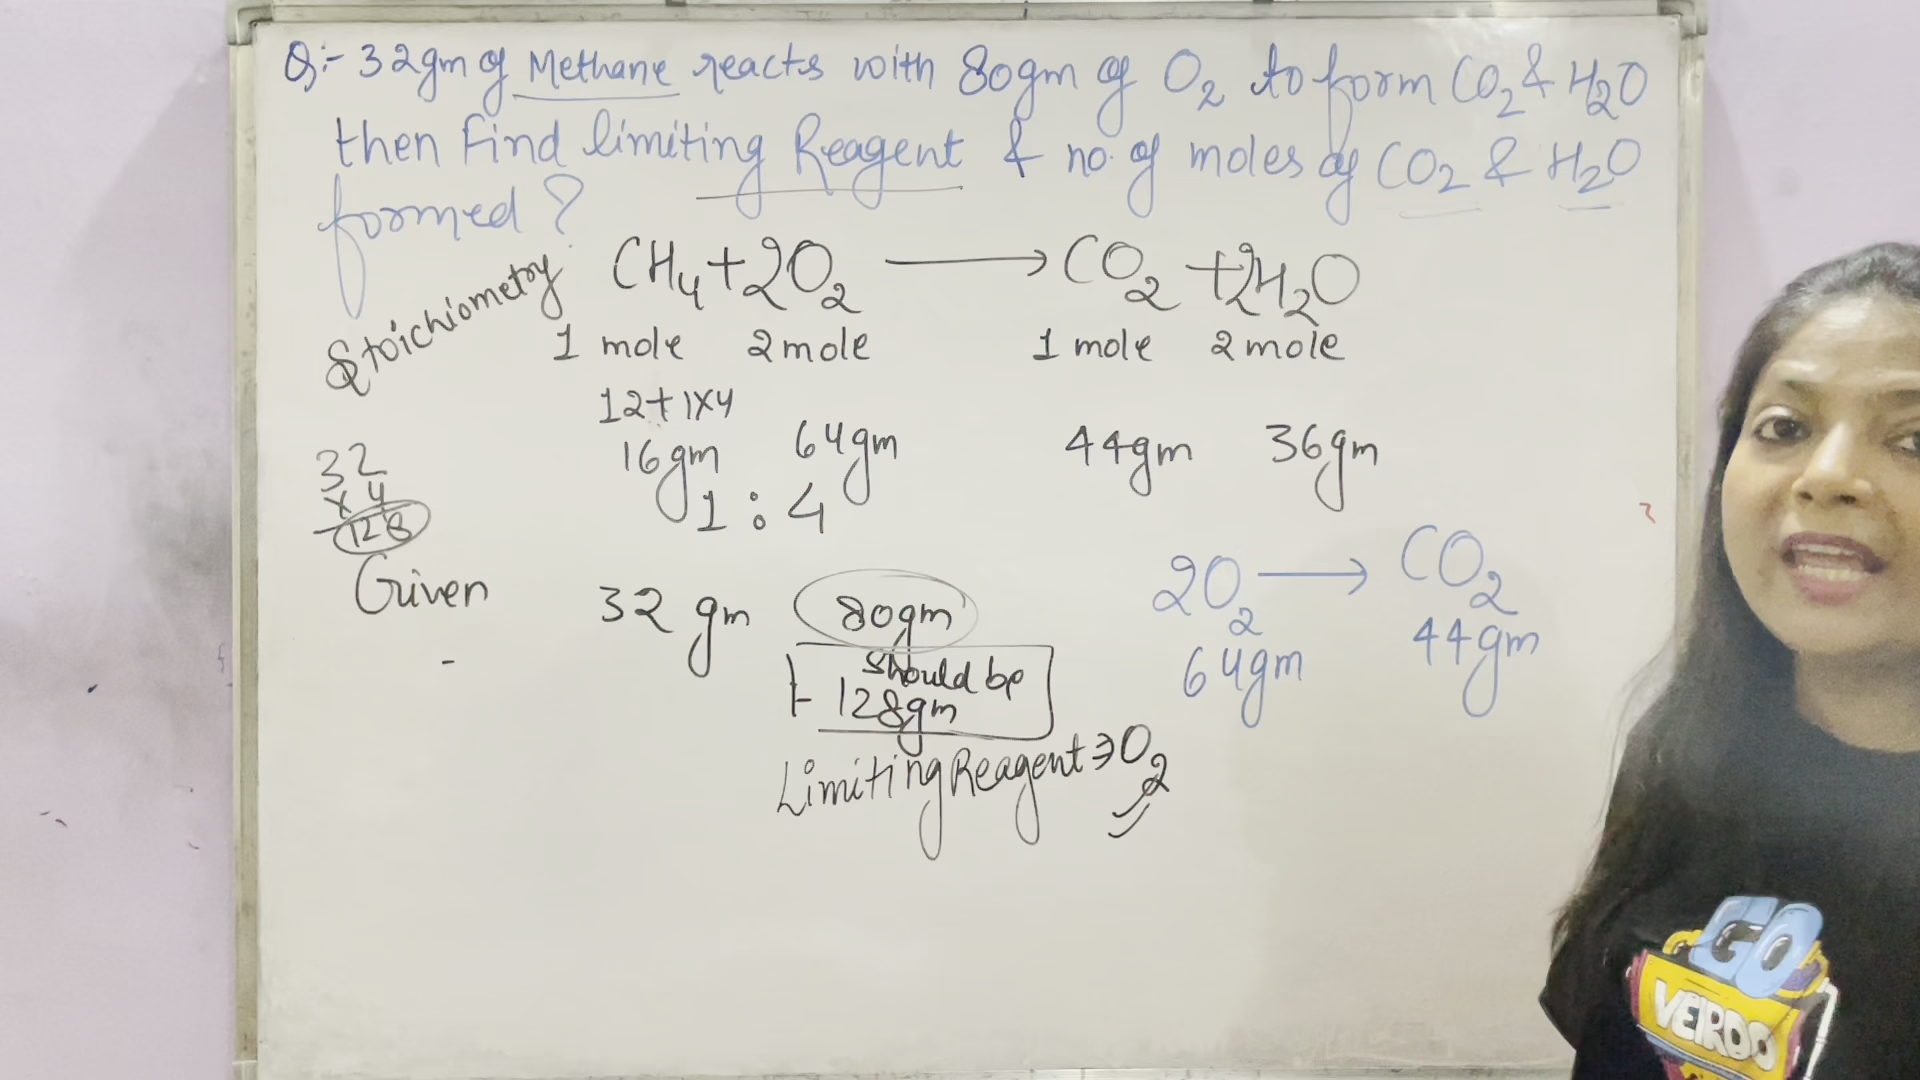 Q:- 32gm of Methane reacts with 80gm of O2 to form CO2 & H2O
then Find limiting Reagent & no. of moles of CO2 & H2O
formed?
Stoichiometry
CH4 + 2O2 → CO2 + 2H2O
1 mole 2 mole 1 mole 2 mole
12+1×4
16gm 64gm 44gm 36gm
1 : 4
32
× 4
128
Given 32 gm 80gm
should be
128gm
Limiting Reagent ⇒ O2
2O2 → CO2
64gm 44gm
GO